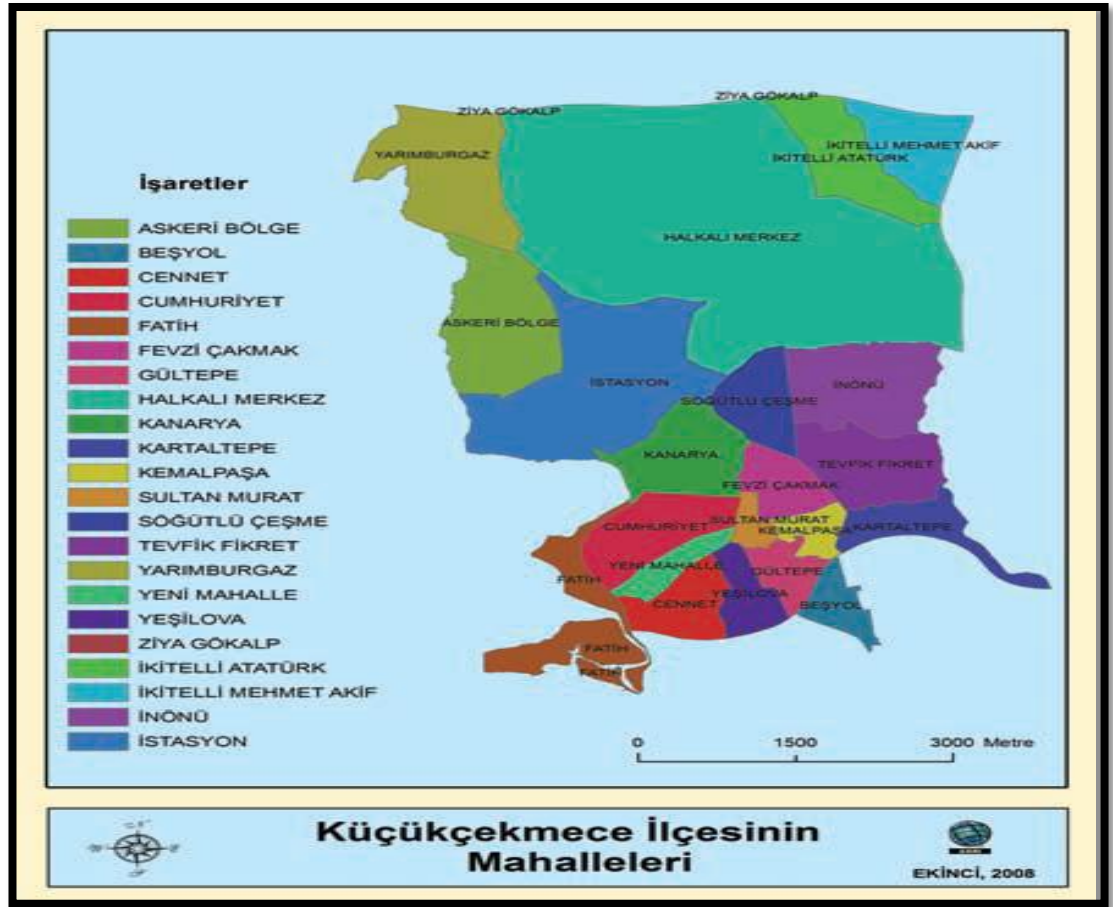 ZİYA GÖKALP
ZİYA GÖKALP
YARIMBURGAZ
İKİTELLİ MEHMET AKİF
İKİTELLİ ATATÜRK
HALKALI MERKEZ
ASKERİ BÖLGE
İSTASYON
İNÖNÜ
SÖĞÜTLÜ ÇEŞME
KANARYA
TEVFİK FİKRET
FEVZİ ÇAKMAK
SULTAN MURAT
CUMHURİYET
KEMALPAŞA
KARTALTEPE
YENİ MAHALLE
GÜLTEPE
FATİH
YEŞİLOVA
CENNET
BEŞYOL
FATİH
FATİH
İşaretler
ASKERİ BÖLGE
BEŞYOL
CENNET
CUMHURİYET
FATİH
FEVZİ ÇAKMAK
GÜLTEPE
HALKALI MERKEZ
KANARYA
KARTALTEPE
KEMALPAŞA
SULTAN MURAT
SÖĞÜTLÜ ÇEŞME
TEVFİK FİKRET
YARIMBURGAZ
YENİ MAHALLE
YEŞİLOVA
ZİYA GÖKALP
İKİTELLİ ATATÜRK
İKİTELLİ MEHMET AKİF
İNÖNÜ
İSTASYON
0 1500 3000 Metre
Küçükçekmece İlçesinin
Mahalleleri
EKİNCİ, 2008